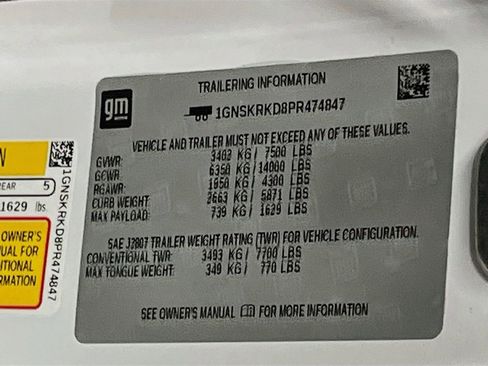 gm
TRAILERING INFORMATION
1GNSKRKD8PR474847
VEHICLE AND TRAILER MUST NOT EXCEED ANY OF THESE VALUES.
GVWR: 3402 KG/ 7500 LBS
GCWR: 6350 KG/14000 LBS
RGAWR: 1950 KG/ 4300 LBS
CURB WEIGHT: 2663 KG/ 5871 LBS
MAX PAYLOAD: 739 KG/ 1629 LBS
SAE J2807 TRAILER WEIGHT RATING (TWR) FOR VEHICLE CONFIGURATION.
CONVENTIONAL TWR: 3493 KG/ 7700 LBS
MAX TONGUE WEIGHT: 349 KG/ 770 LBS
SEE OWNER'S MANUAL FOR MORE INFORMATION
N
EAR 5
1629 lbs.
OWNER'S
UAL FOR
ITIONAL
RMATION
1GNSKRKD8PR474847